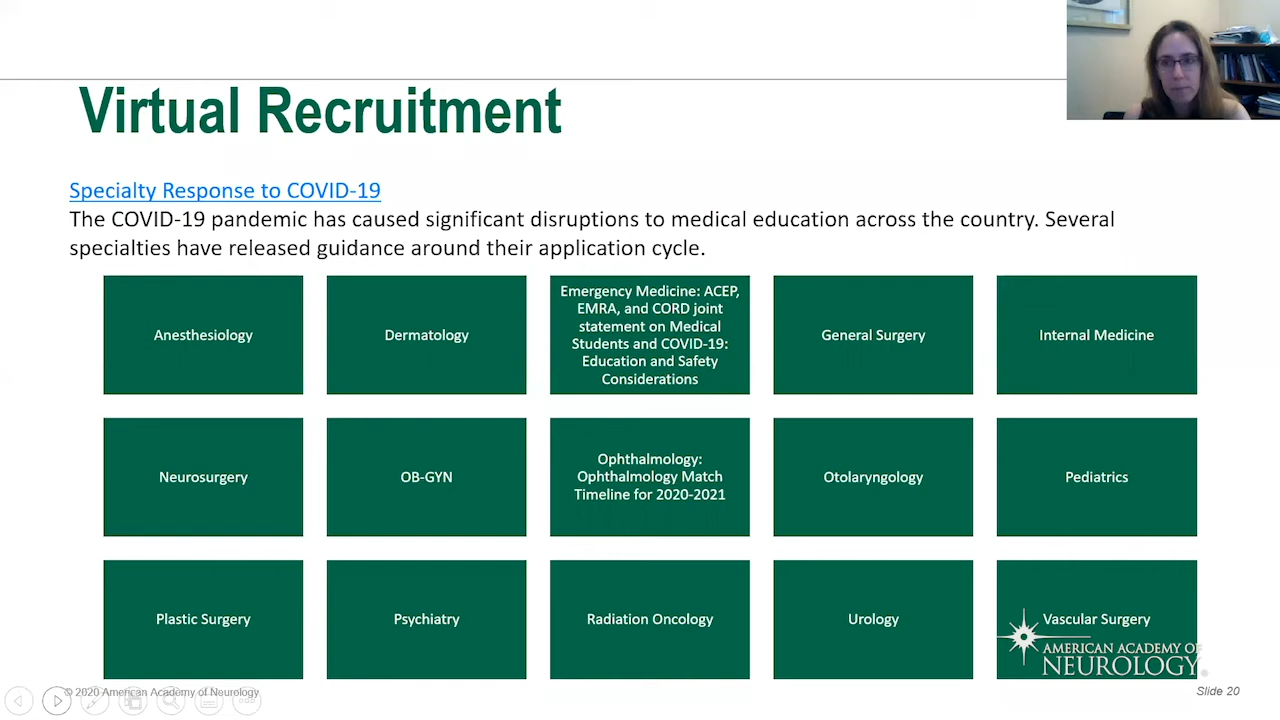 Virtual Recruitment
Specialty Response to COVID-19
The COVID-19 pandemic has caused significant disruptions to medical education across the country. Several
specialties have released guidance around their application cycle.
Anesthesiology
Dermatology
Emergency Medicine: ACEP,
EMRA, and CORD joint
statement on Medical
Students and COVID-19:
Education and Safety
Considerations
General Surgery
Internal Medicine
Neurosurgery
OB-GYN
Ophthalmology:
Ophthalmology Match
Timeline for 2020-2021
Otolaryngology
Pediatrics
Plastic Surgery
Psychiatry
Radiation Oncology
Urology
Vascular Surgery
AMERICAN ACADEMY OF
NEUROLOGY®
© 2020 American Academy of Neurology
Slide 20